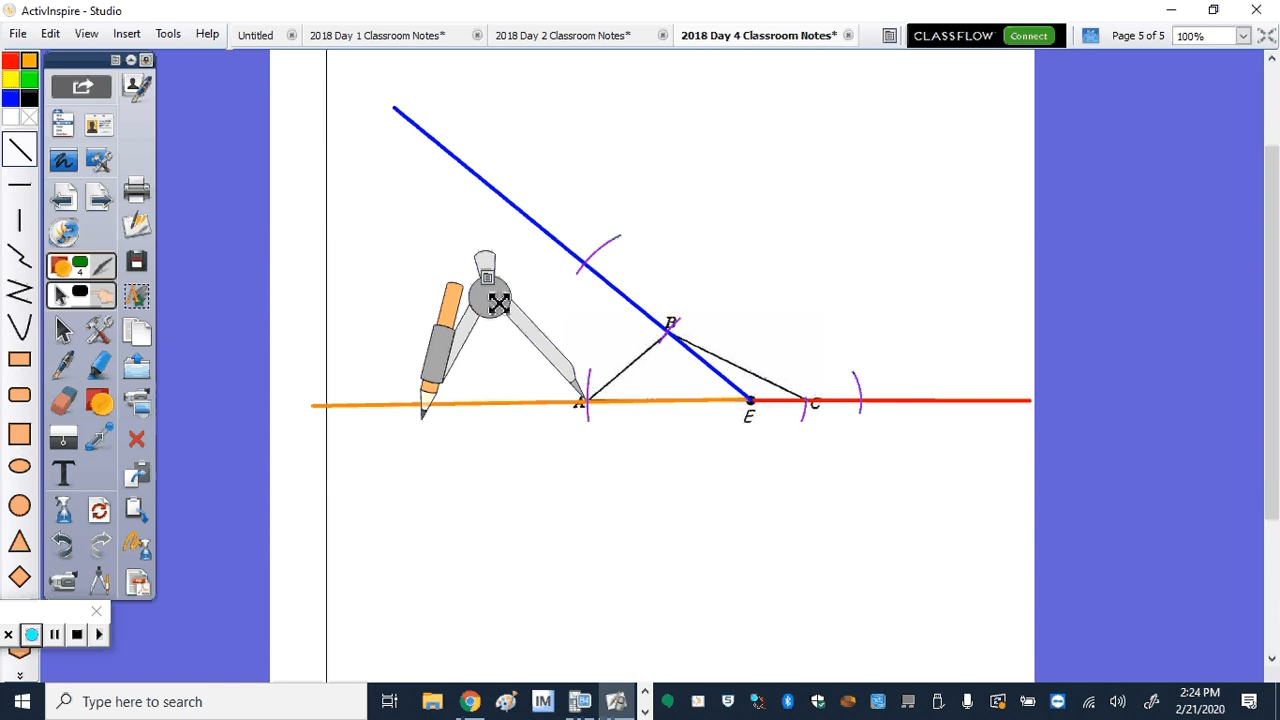 ActivInspire - Studio
File Edit View Insert Tools Help
Untitled
2018 Day 1 Classroom Notes*
2018 Day 2 Classroom Notes*
2018 Day 4 Classroom Notes*
CLASSFLOW Connect
Page 5 of 5
100%
4
T
B
A
C
E
Type here to search
IM
2:24 PM
2/21/2020